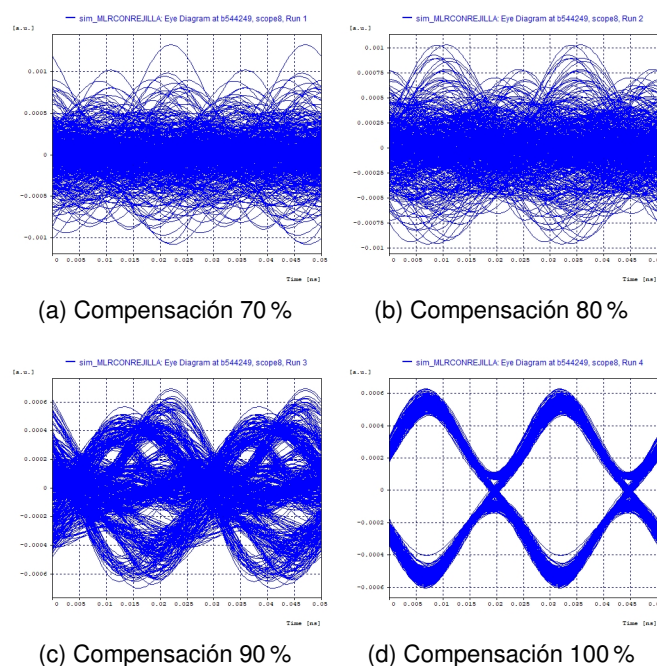 sim_MLRCONREJILLA: Eye Diagram at b544249, scope8, Run 1
[a.u.]
0.001
0.0005
0
-0.0005
-0.001
0 0.005 0.01 0.015 0.02 0.025 0.03 0.035 0.04 0.045 0.05
Time [ns]
(a) Compensación 70 %
sim_MLRCONREJILLA: Eye Diagram at b544249, scope8, Run 2
[a.u.]
0.001
0.00075
0.0005
0.00025
0
-0.00025
-0.0005
-0.00075
-0.001
0 0.005 0.01 0.015 0.02 0.025 0.03 0.035 0.04 0.045
Time [ns]
(b) Compensación 80 %
sim_MLRCONREJILLA: Eye Diagram at b544249, scope8, Run 3
[a.u.]
0.0006
0.0004
0.0002
0
-0.0002
-0.0004
-0.0006
0 0.005 0.01 0.015 0.02 0.025 0.03 0.035 0.04 0.045 0.05
Time [ns]
(c) Compensación 90 %
sim_MLRCONREJILLA: Eye Diagram at b544249, scope8, Run 4
[a.u.]
0.0006
0.0004
0.0002
0
-0.0002
-0.0004
-0.0006
0 0.005 0.01 0.015 0.02 0.025 0.03 0.035 0.04 0.045
Time [ns]
(d) Compensación 100 %